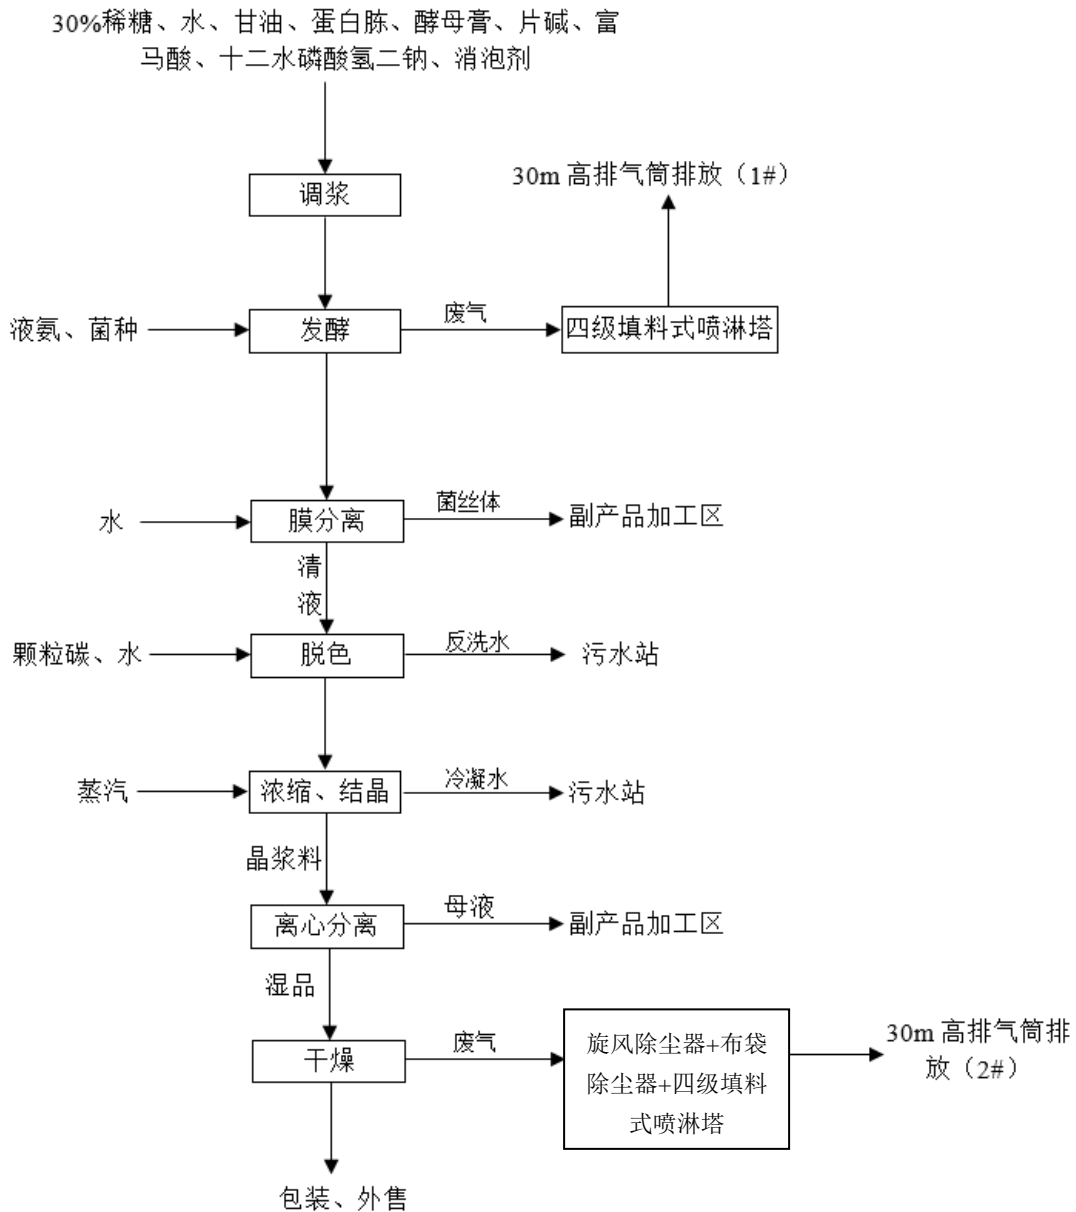 30%稀糖、水、甘油、蛋白胨、酵母膏、片碱、富
马酸、十二水磷酸氢二钠、消泡剂
30m 高排气筒排放（1#）
调浆
废气
液氨、菌种
发酵
四级填料式喷淋塔
菌丝体
水
膜分离
副产品加工区
清
液
反洗水
颗粒碳、水
脱色
污水站
冷凝水
蒸汽
浓缩、结晶
污水站
晶浆料
母液
离心分离
副产品加工区
湿品
废气
干燥
旋风除尘器+布袋
除尘器+四级填料
式喷淋塔
30m 高排气筒排
放（2#）
包装、外售